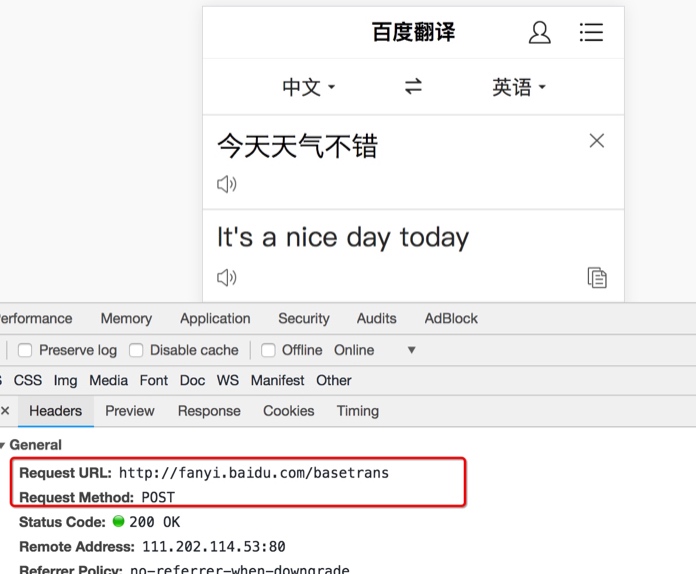 百度翻译
中文 英语
今天天气不错
It's a nice day today
erformance Memory Application Security Audits AdBlock
Preserve log Disable cache Offline Online
CSS Img Media Font Doc WS Manifest Other
× Headers Preview Response Cookies Timing
General
Request URL: http://fanyi.baidu.com/basetrans
Request Method: POST
Status Code: 200 OK
Remote Address: 111.202.114.53:80
Referrer Policy: no-referrer-when-downgrade